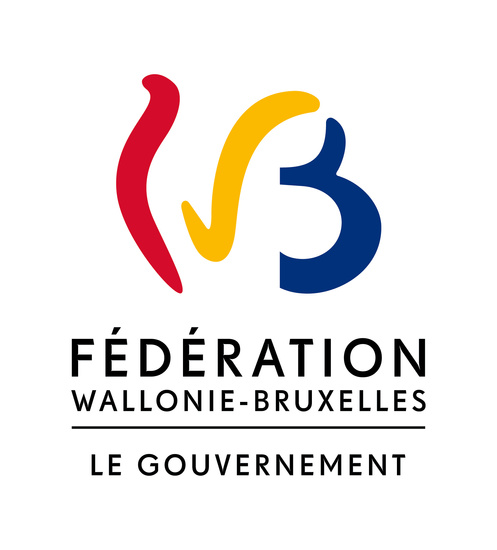 FÉDÉRATION
WALLONIE-BRUXELLES
LE GOUVERNEMENT